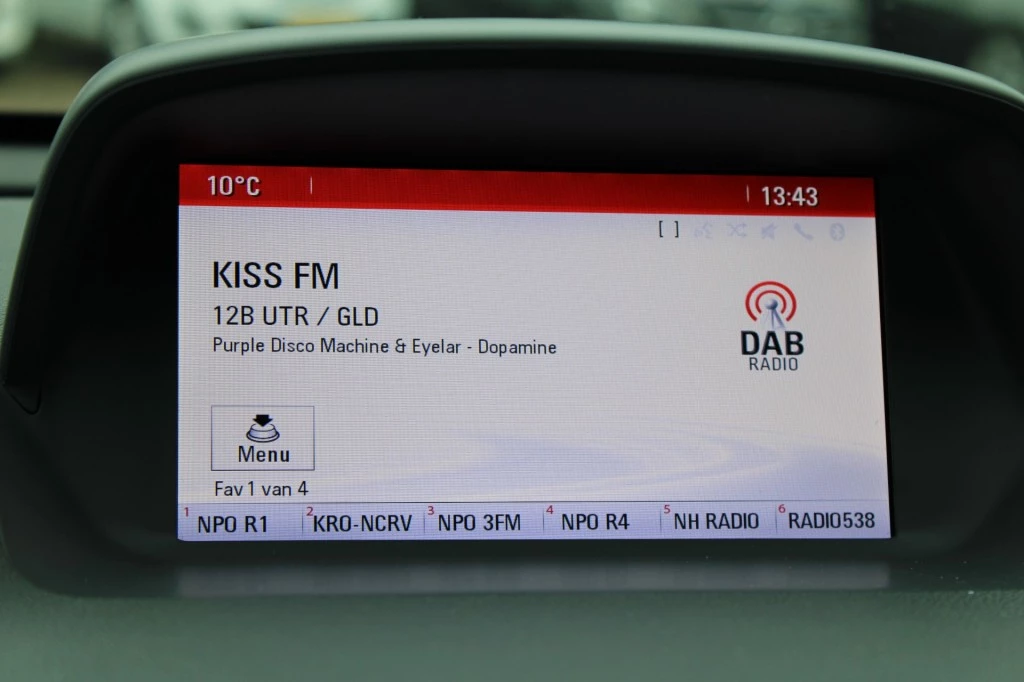 10°C
13:43
[ ]
KISS FM
12B UTR / GLD
Purple Disco Machine & Eyelar - Dopamine
DAB
RADIO
Menu
Fav 1 van 4
1 NPO R1 2 KRO-NCRV 3 NPO 3FM 4 NPO R4 5 NH RADIO 6 RADIO538